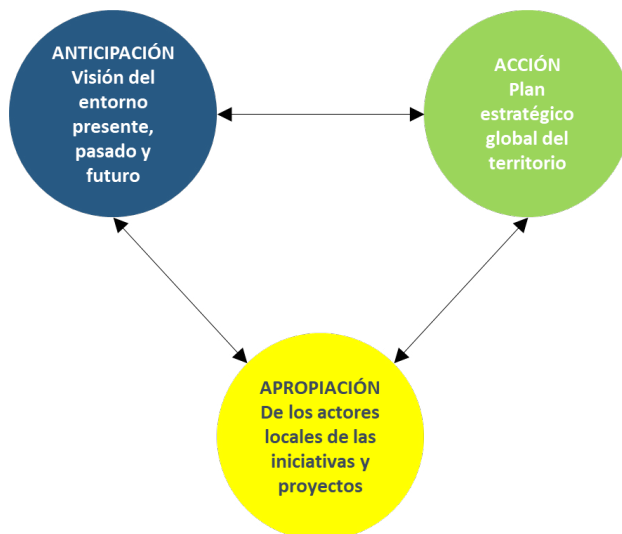 ANTICIPACIÓN
Visión del
entorno
presente,
pasado y
futuro
ACCIÓN
Plan
estratégico
global del
territorio
APROPIACIÓN
De los actores
locales de las
iniciativas y
proyectos